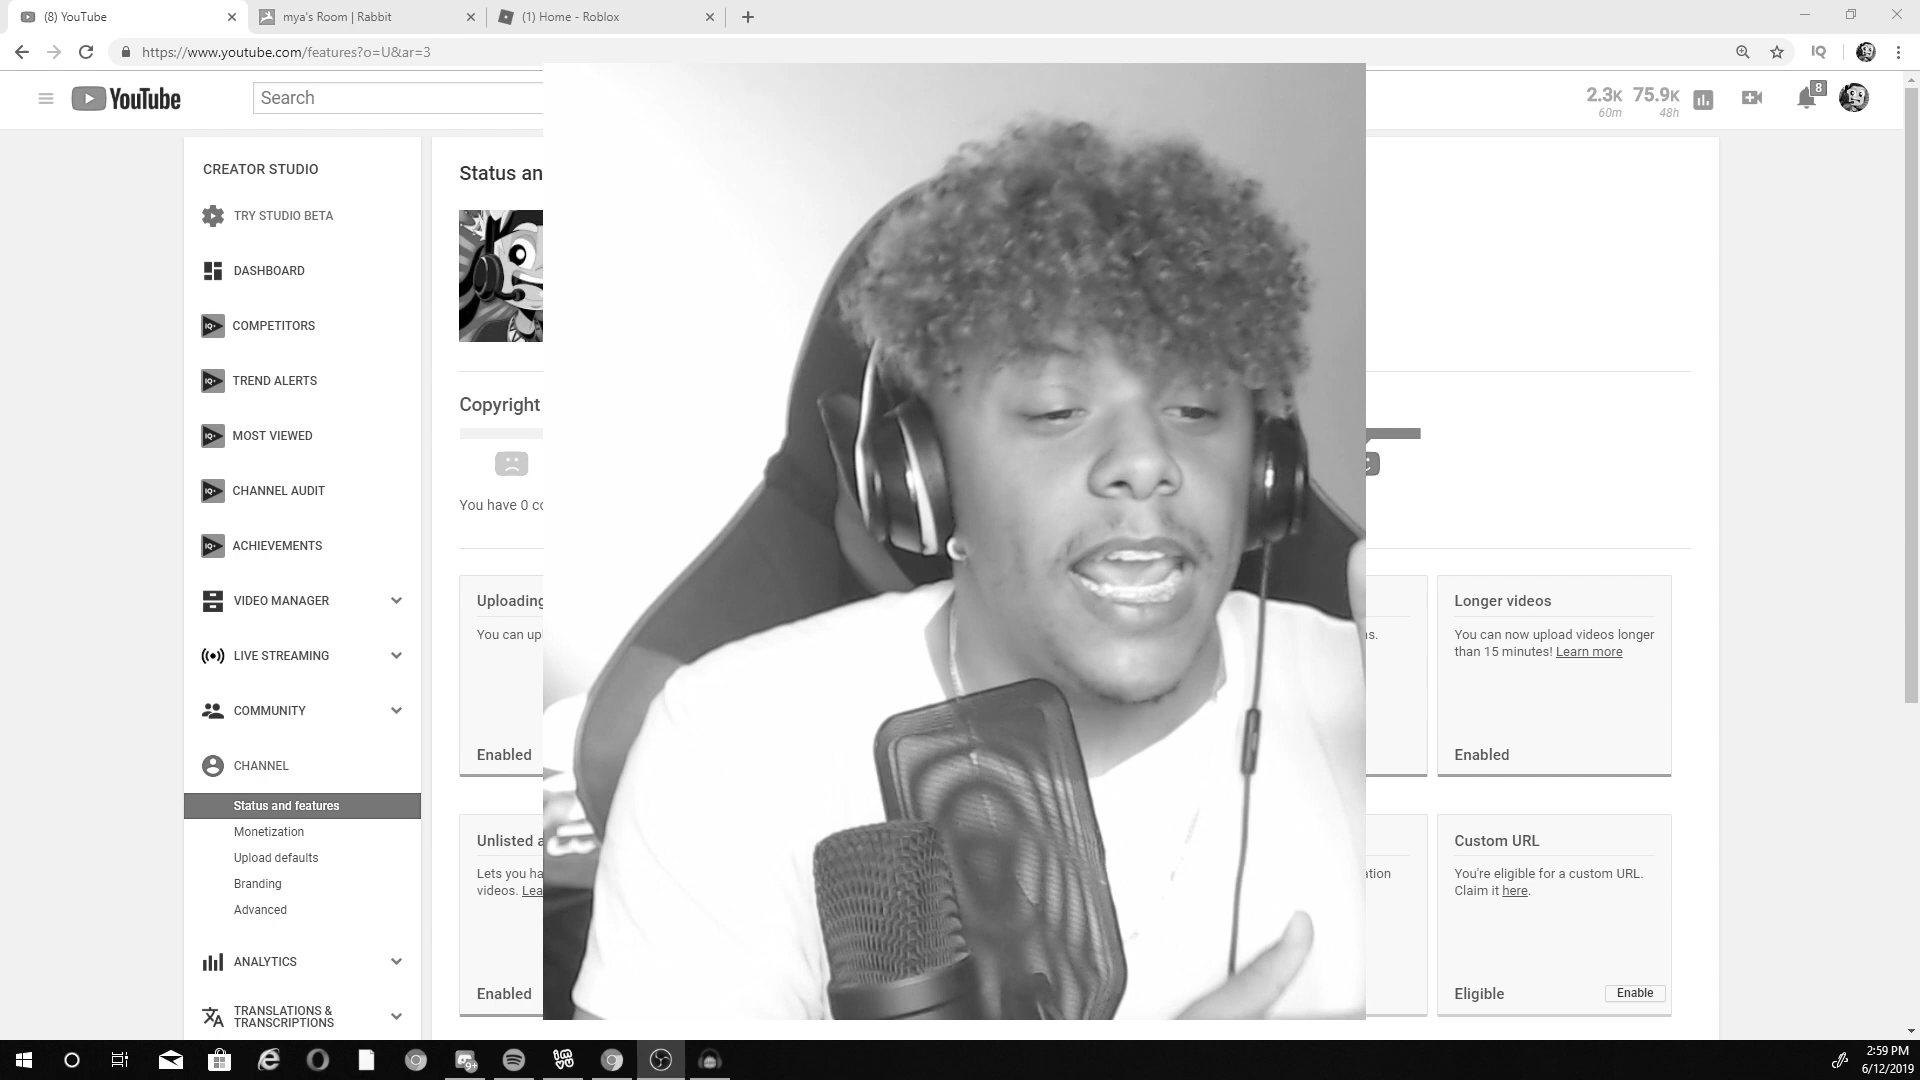 (8) YouTube
mya's Room | Rabbit
(1) Home - Roblox
https://www.youtube.com/features?o=U&ar=3
IQ
YouTube
Search
2.3K
60m
75.9K
48h
8
CREATOR STUDIO
TRY STUDIO BETA
DASHBOARD
COMPETITORS
TREND ALERTS
MOST VIEWED
CHANNEL AUDIT
ACHIEVEMENTS
VIDEO MANAGER
LIVE STREAMING
COMMUNITY
CHANNEL
Status and features
Monetization
Upload defaults
Branding
Advanced
ANALYTICS
TRANSLATIONS &
TRANSCRIPTIONS
Status an
Copyright
You have 0 co
Uploading
You can up
Enabled
s.
Longer videos
You can now upload videos longer
than 15 minutes! Learn more
Enabled
Unlisted a
Lets you ha
videos. Lea
Enabled
ation
Custom URL
You're eligible for a custom URL.
Claim it here.
Eligible
Enable
9+
2:59 PM
6/12/2019